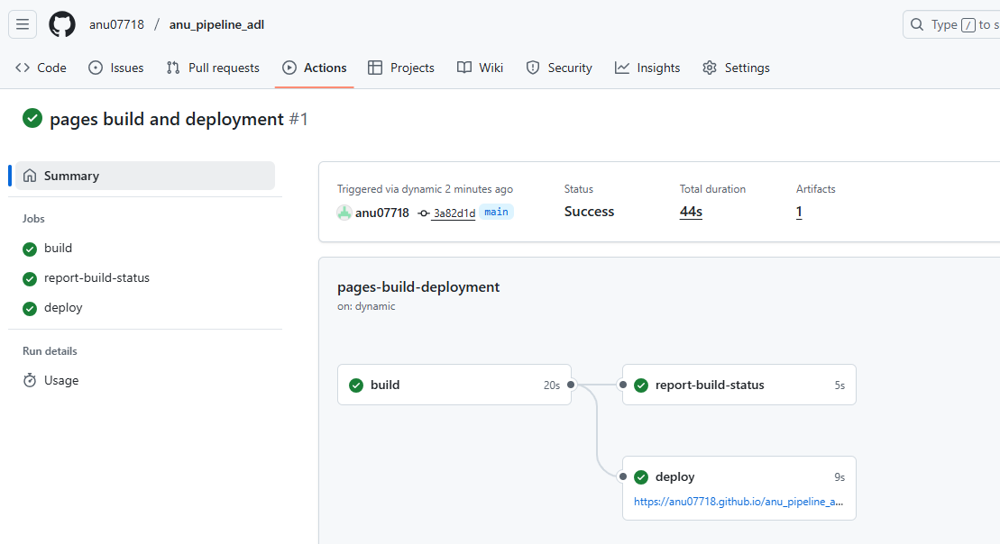 anu07718 / anu_pipeline_adl
Type / to s
Code Issues Pull requests Actions Projects Wiki Security Insights Settings
pages build and deployment #1
Summary
Jobs
build
report-build-status
deploy
Run details
Usage
Triggered via dynamic 2 minutes ago
anu07718 3a82d1d main
Status
Success
Total duration
44s
Artifacts
1
pages-build-deployment
on: dynamic
build 20s
report-build-status 5s
deploy 9s
https://anu07718.github.io/anu_pipeline_a...